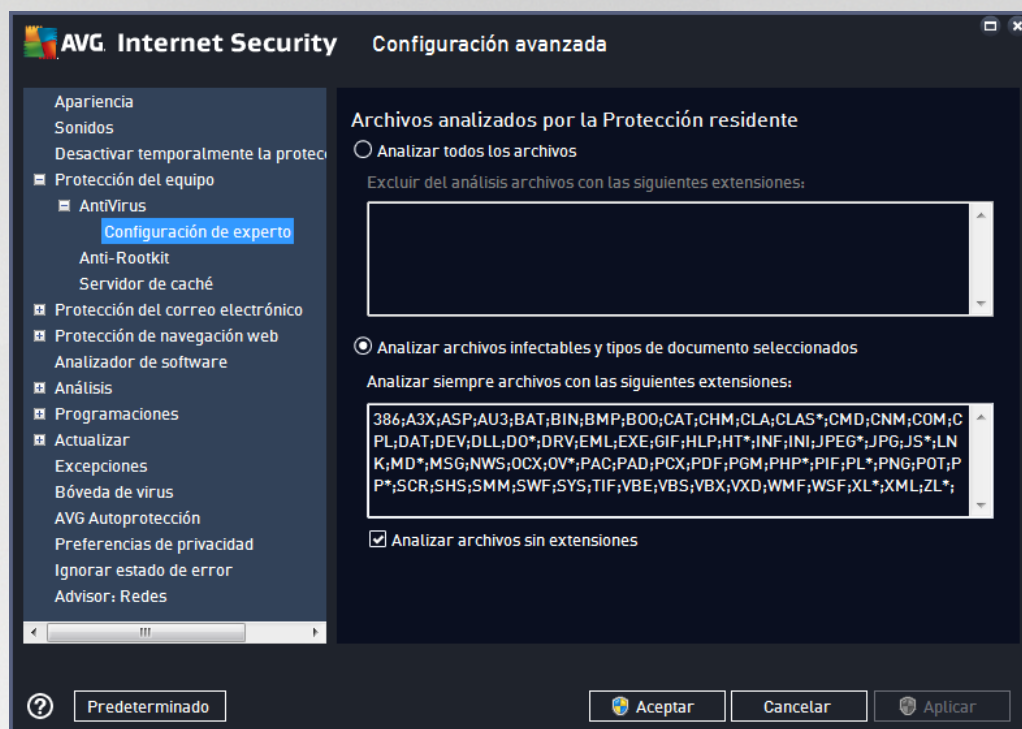 AVG. Internet Security
Configuración avanzada
Apariencia
Sonidos
Desactivar temporalmente la protec
Protección del equipo
AntiVirus
Configuración de experto
Anti-Rootkit
Servidor de caché
Protección del correo electrónico
Protección de navegación web
Analizador de software
Análisis
Programaciones
Actualizar
Excepciones
Bóveda de virus
AVG Autoprotección
Preferencias de privacidad
Ignorar estado de error
Advisor: Redes
Archivos analizados por la Protección residente
Analizar todos los archivos
Excluir del análisis archivos con las siguientes extensiones:
Analizar archivos infectables y tipos de documento seleccionados
Analizar siempre archivos con las siguientes extensiones:
386;A3X;ASP;AU3;BAT;BIN;BMP;BOO;CAT;CHM;CLA;CLAS*;CMD;CNM;COM;C
PL;DAT;DEV;DLL;DO*;DRV;EML;EXE;GIF;HLP;HT*;INF;INI;JPEG*;JPG;JS*;LN
K;MD*;MSG;NWS;OCX;OV*;PAC;PAD;PCX;PDF;PGM;PHP*;PIF;PL*;PNG;POT;P
P*;SCR;SHS;SMM;SWF;SYS;TIF;VBE;VBS;VBX;VXD;WMF;WSF;XL*;XML;ZL*;
Analizar archivos sin extensiones
Predeterminado
Aceptar
Cancelar
Aplicar